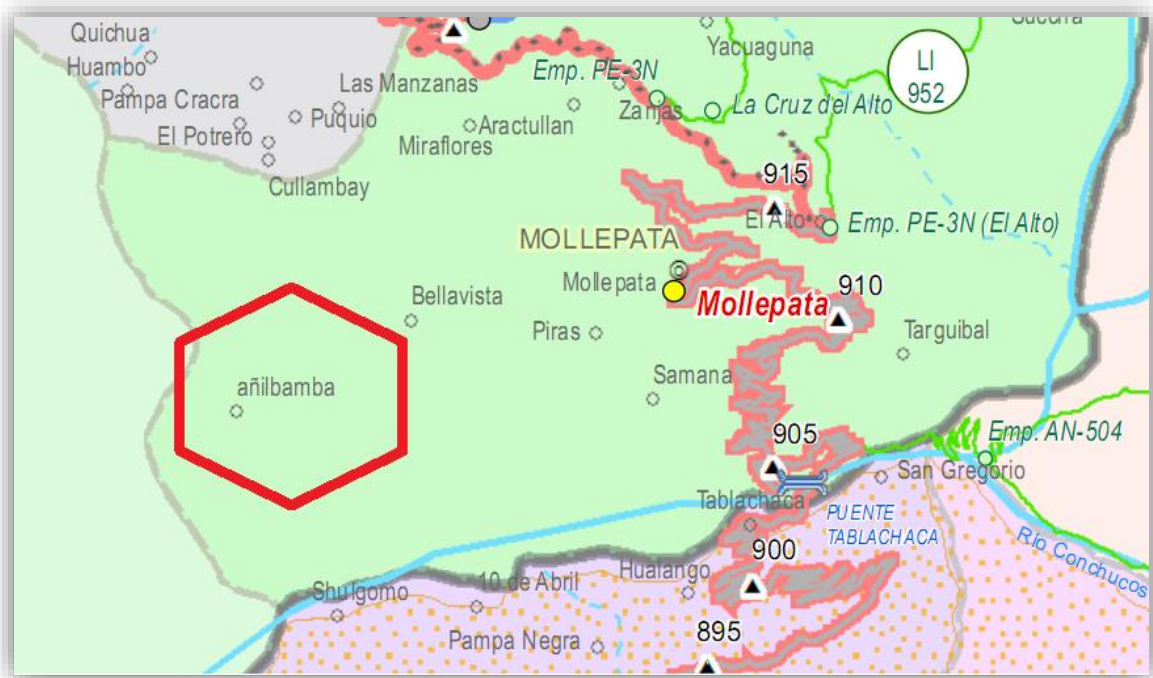 Quichua
Huambo
Pampa Cracra
El Potrero
Puquio
Las Manzanas
Cullambay
Miraflores
Aractullan
Emp. PE-3N
Zanjas
Yacuaguna
La Cruz del Alto
LI
952
915
El Alto
Emp. PE-3N (El Alto)
MOLLEPATA
Mollepata
Mollepata
910
Bellavista
Piras
Targuibal
añilbamba
Samana
905
Emp. AN-504
San Gregorio
Tablachaca
PUENTE
TABLACHACA
Río Conchucos
900
Hualango
10 de Abril
Shulgomo
Pampa Negra
895